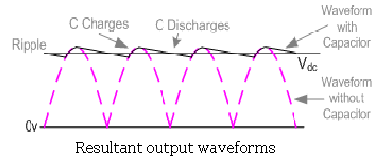 C Charges
C Discharges
Waveform
with
Capacitor
Ripple
Vdc
Waveform
without
Capacitor
0v
Resultant output waveforms